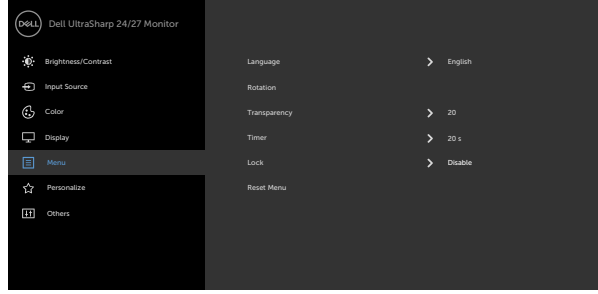 DELL Dell UltraSharp 24/27 Monitor
Brightness/Contrast
Input Source
Color
Display
Menu
Personalize
Others
Language English
Rotation
Transparency 20
Timer 20 s
Lock Disable
Reset Menu